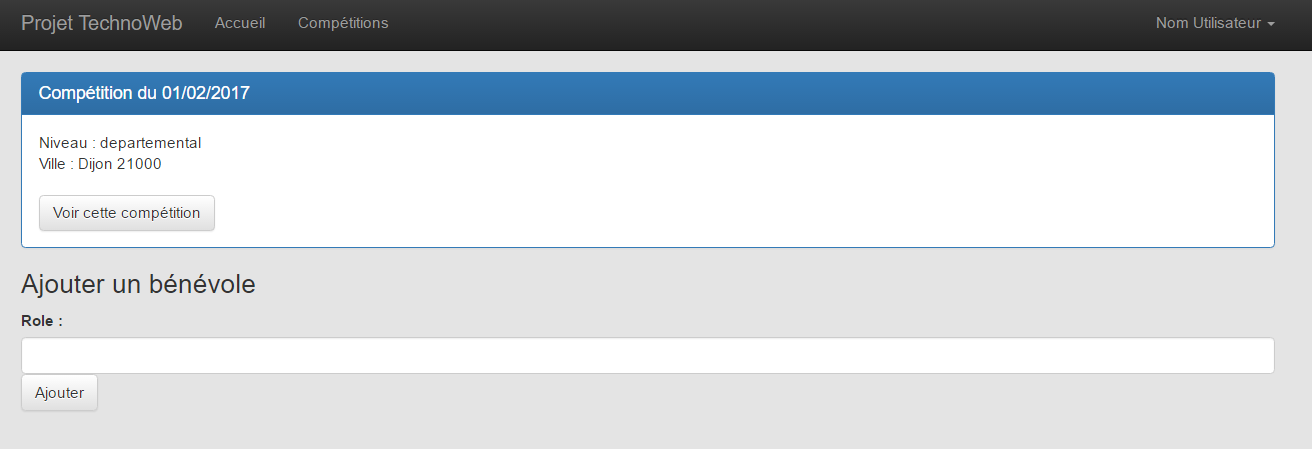 Projet TechnoWeb Accueil Compétitions Nom Utilisateur
Compétition du 01/02/2017
Niveau : departemental
Ville : Dijon 21000
Voir cette compétition
Ajouter un bénévole
Role :
Ajouter